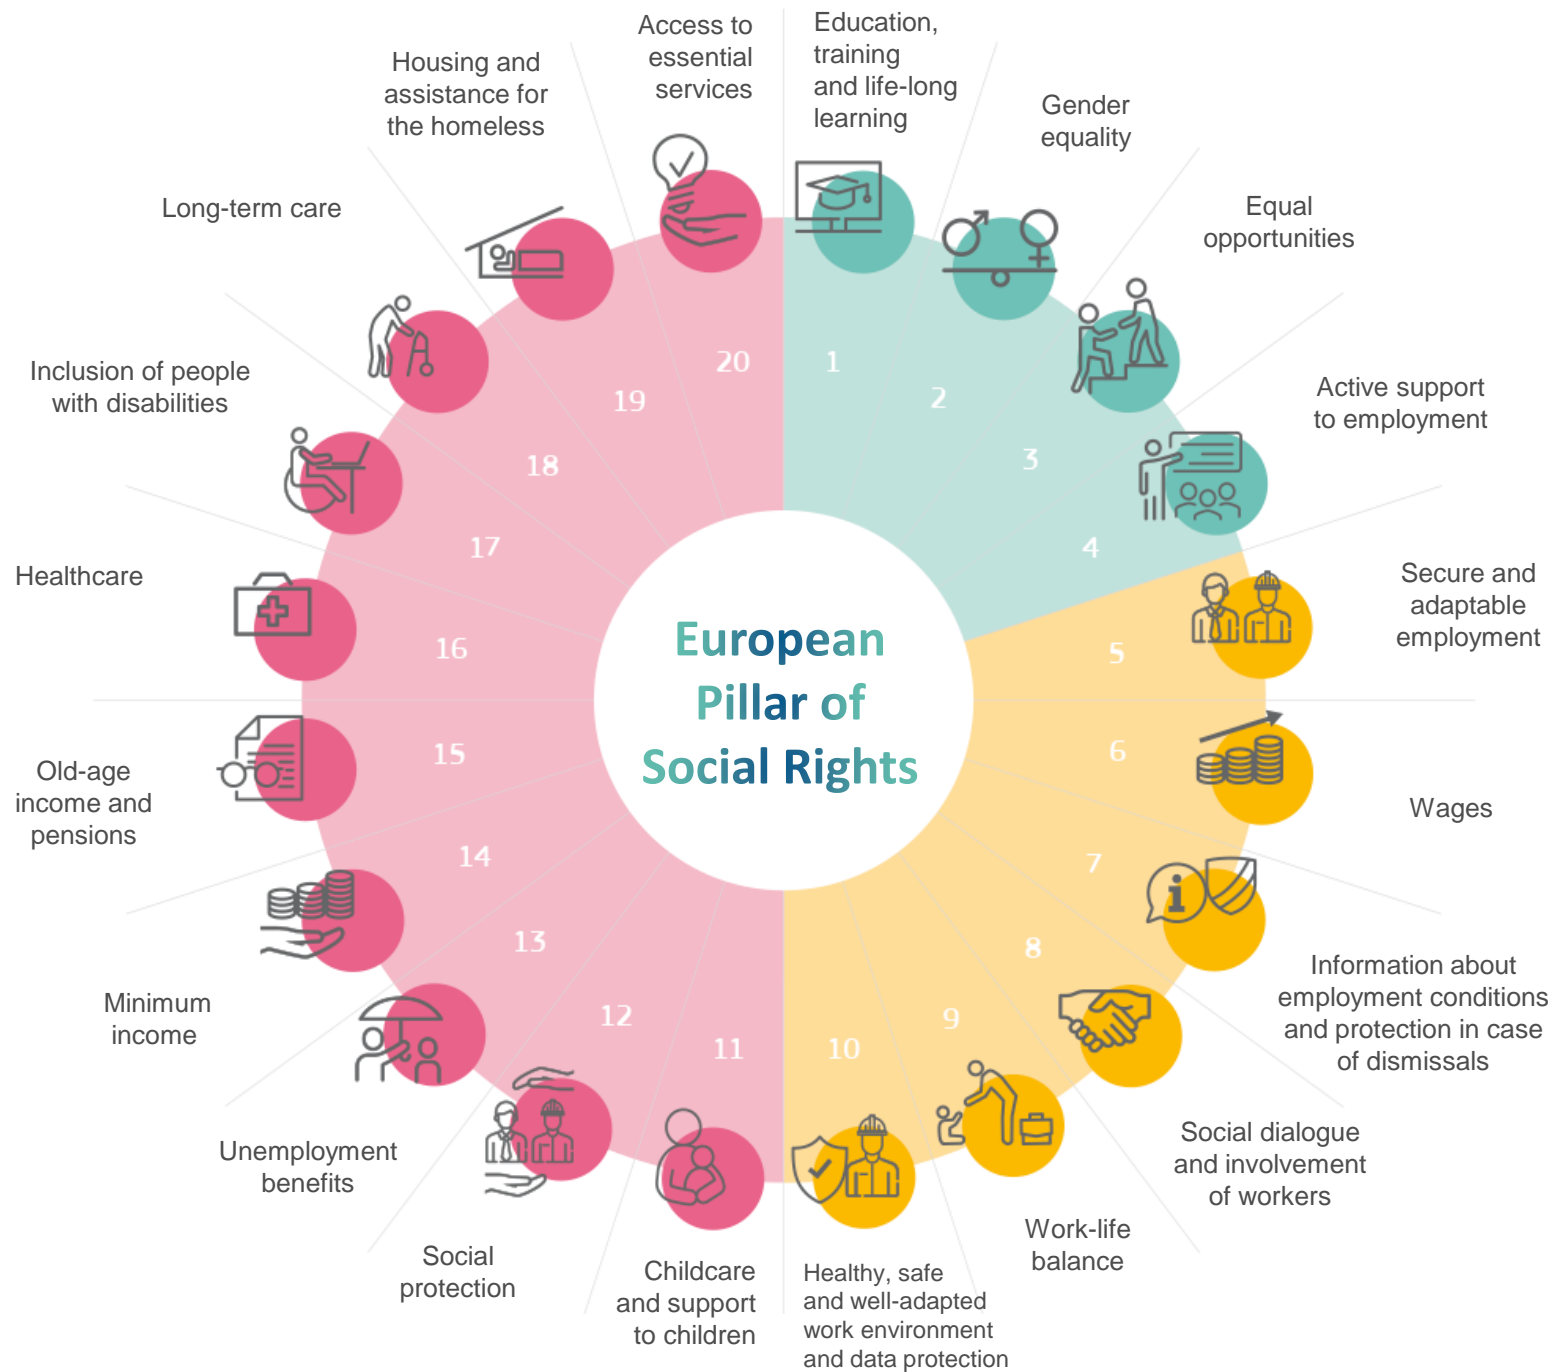 European
Pillar of
Social Rights
1
Education,
training
and life-long
learning
2
Gender
equality
3
Equal
opportunities
4
Active support
to employment
5
Secure and
adaptable
employment
6
Wages
7
Information about
employment conditions
and protection in case
of dismissals
8
Social dialogue
and involvement
of workers
9
Work-life
balance
10
Healthy, safe
and well-adapted
work environment
and data protection
11
Childcare
and support
to children
12
Social
protection
13
Unemployment
benefits
14
Minimum
income
15
Old-age
income and
pensions
16
Healthcare
17
Inclusion of people
with disabilities
18
Long-term care
19
Housing and
assistance for
the homeless
20
Access to
essential
services